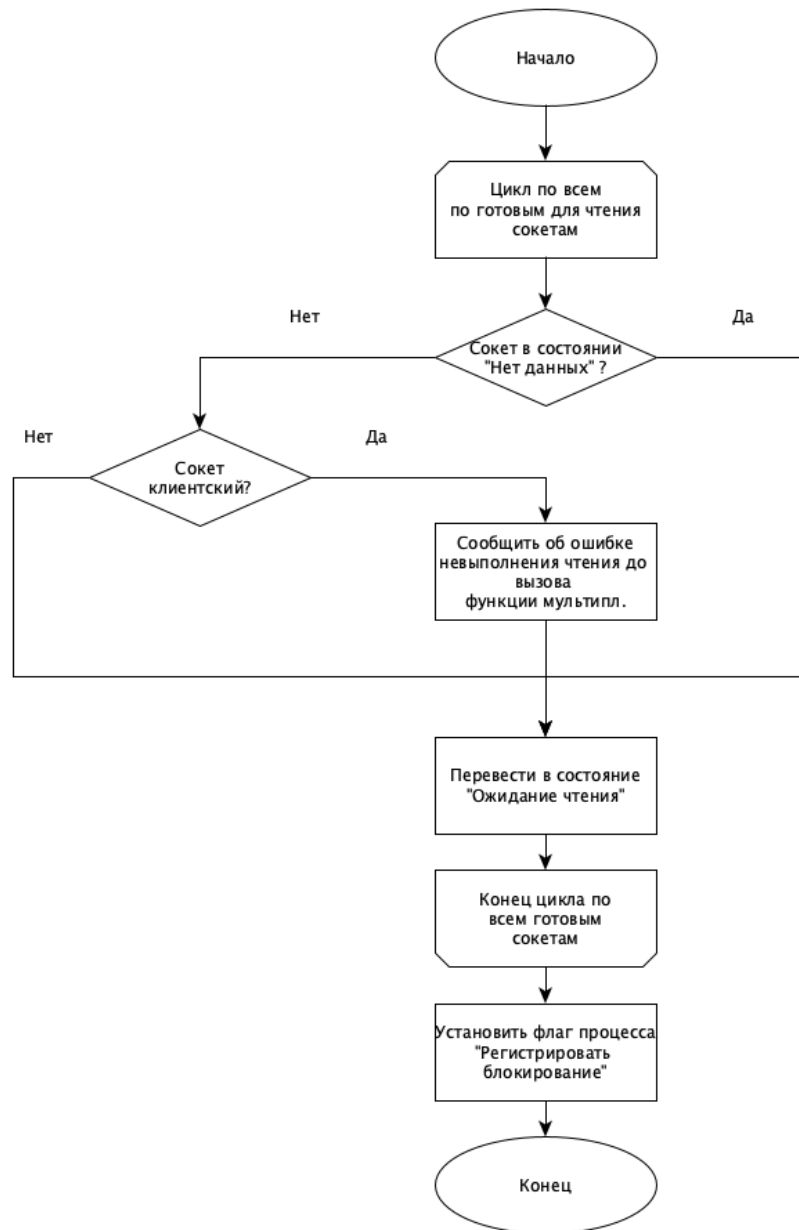 Начало
Цикл по всем
по готовым для чтения
сокетам
Нет
Да
Сокет в состоянии
"Нет данных" ?
Нет
Да
Сокет
клиентский?
Сообщить об ошибке
невыполнения чтения до
вызова
функции мультипл.
Перевести в состояние
"Ожидание чтения"
Конец цикла по
всем готовым
сокетам
Установить флаг процесса
"Регистрировать
блокирование"
Конец